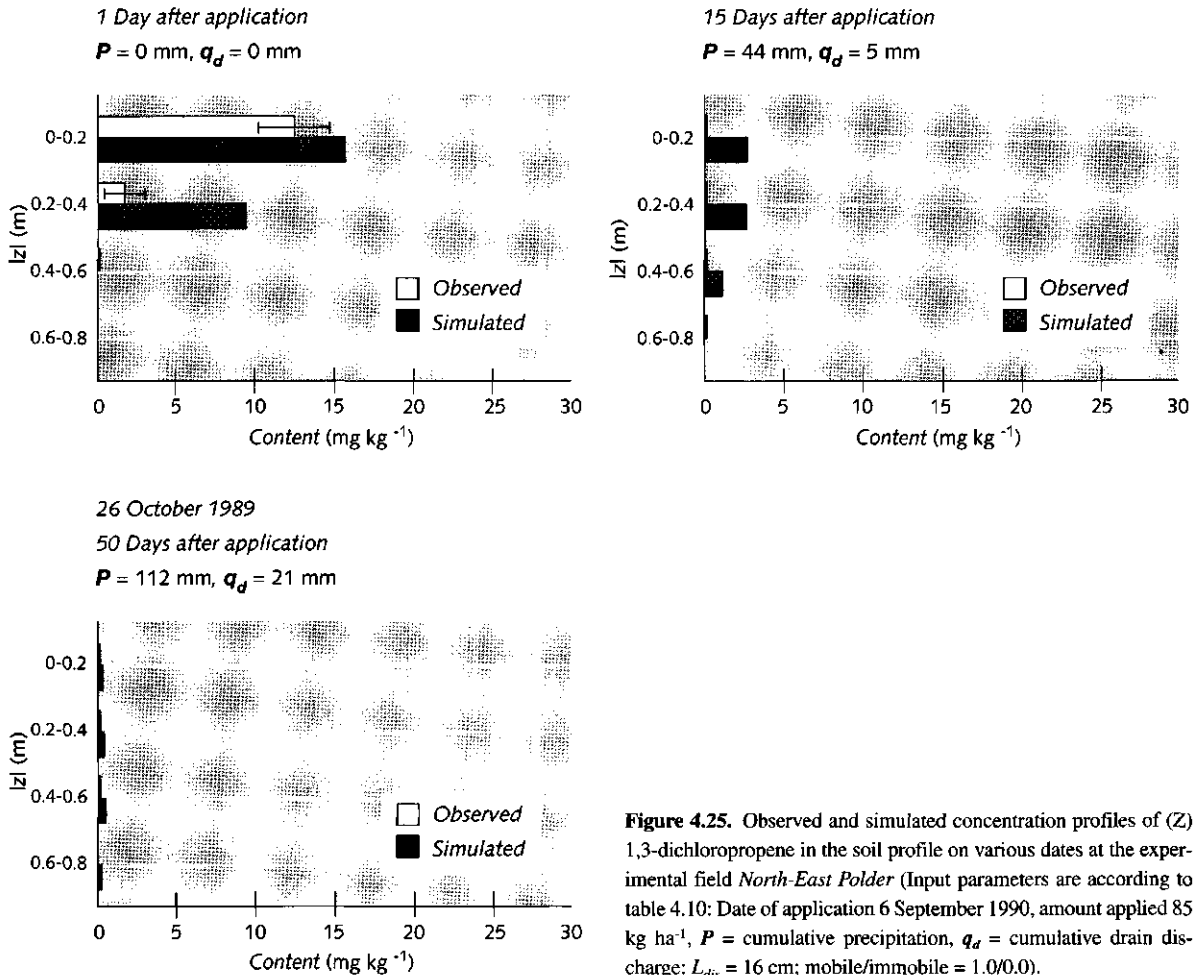 1 Day after application
P = 0 mm, qd = 0 mm
0-0.2
0.2-0.4
0.4-0.6
0.6-0.8
|z| (m)
Observed
Simulated
0 5 10 15 20 25 30
Content (mg kg -1)
15 Days after application
P = 44 mm, qd = 5 mm
0-0.2
0.2-0.4
0.4-0.6
0.6-0.8
|z| (m)
Observed
Simulated
0 5 10 15 20 25 30
Content (mg kg -1)
26 October 1989
50 Days after application
P = 112 mm, qd = 21 mm
0-0.2
0.2-0.4
0.4-0.6
0.6-0.8
|z| (m)
Observed
Simulated
0 5 10 15 20 25 30
Content (mg kg -1)
Figure 4.25. Observed and simulated concentration profiles of (Z)
1,3-dichloropropene in the soil profile on various dates at the exper-
imental field North-East Polder (Input parameters are according to
table 4.10: Date of application 6 September 1990, amount applied 85
kg ha-1, P = cumulative precipitation, qd = cumulative drain dis-
charge; Ldis = 16 cm; mobile/immobile = 1.0/0.0).